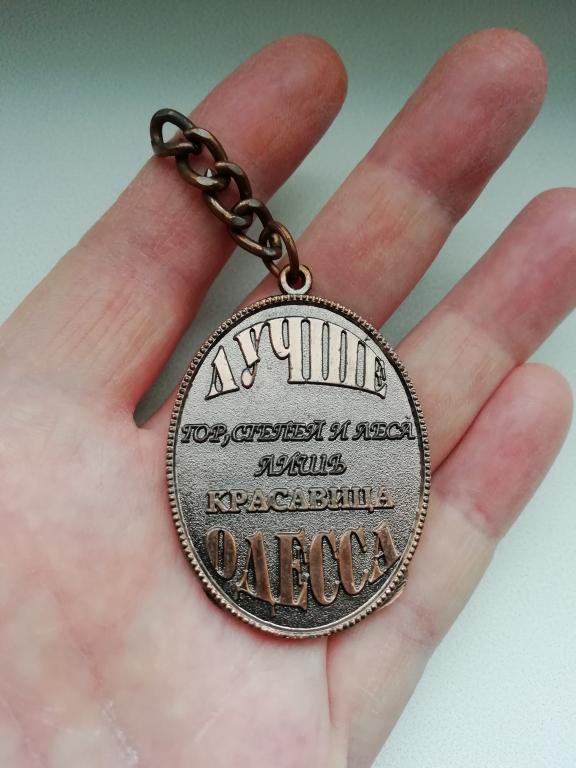 ЛУЧШЕ
ГОР, СТЕПЕЙ И ЛЕСА
ЛИШЬ
КРАСАВИЦА
ОДЕССА